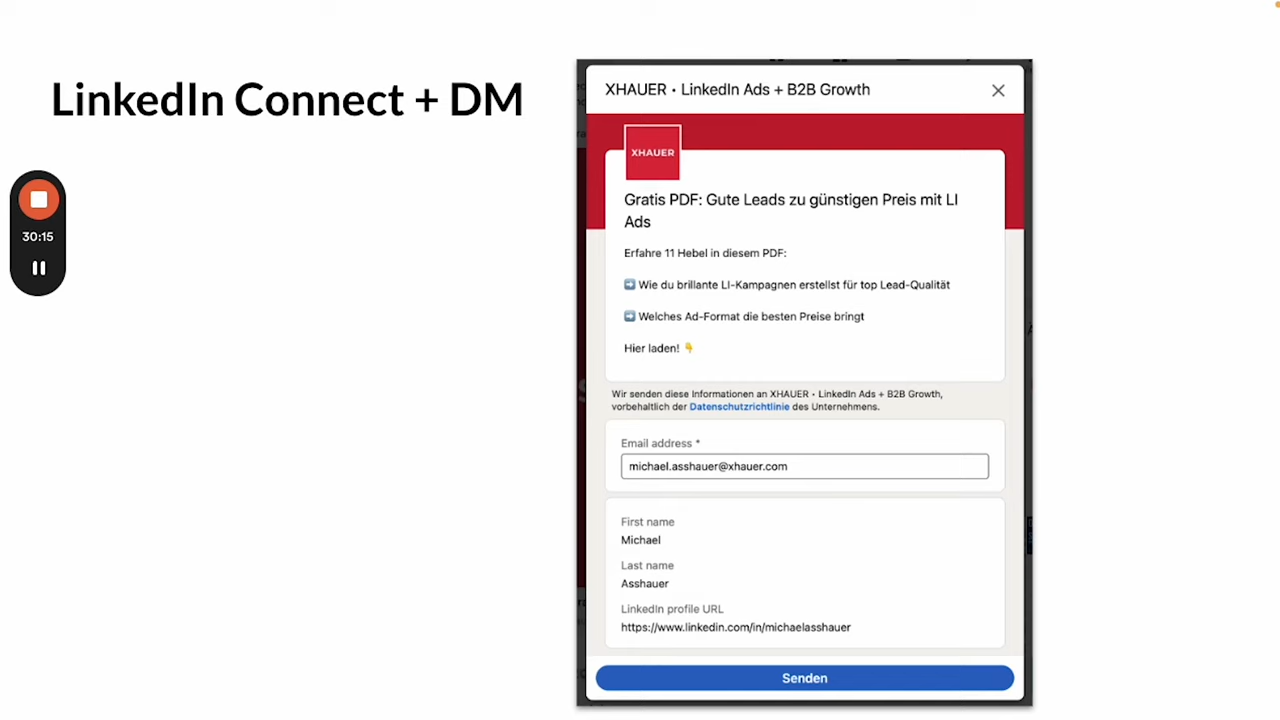 LinkedIn Connect + DM
30:15
XHAUER • LinkedIn Ads + B2B Growth
XHAUER
Gratis PDF: Gute Leads zu günstigen Preis mit LI
Ads
Erfahre 11 Hebel in diesem PDF:
➡️ Wie du brillante LI-Kampagnen erstellst für top Lead-Qualität
➡️ Welches Ad-Format die besten Preise bringt
Hier laden! 👇
Wir senden diese Informationen an XHAUER • LinkedIn Ads + B2B Growth,
vorbehaltlich der Datenschutzrichtlinie des Unternehmens.
Email address *
michael.asshauer@xhauer.com
First name
Michael
Last name
Asshauer
LinkedIn profile URL
https://www.linkedin.com/in/michaelasshauer
Senden